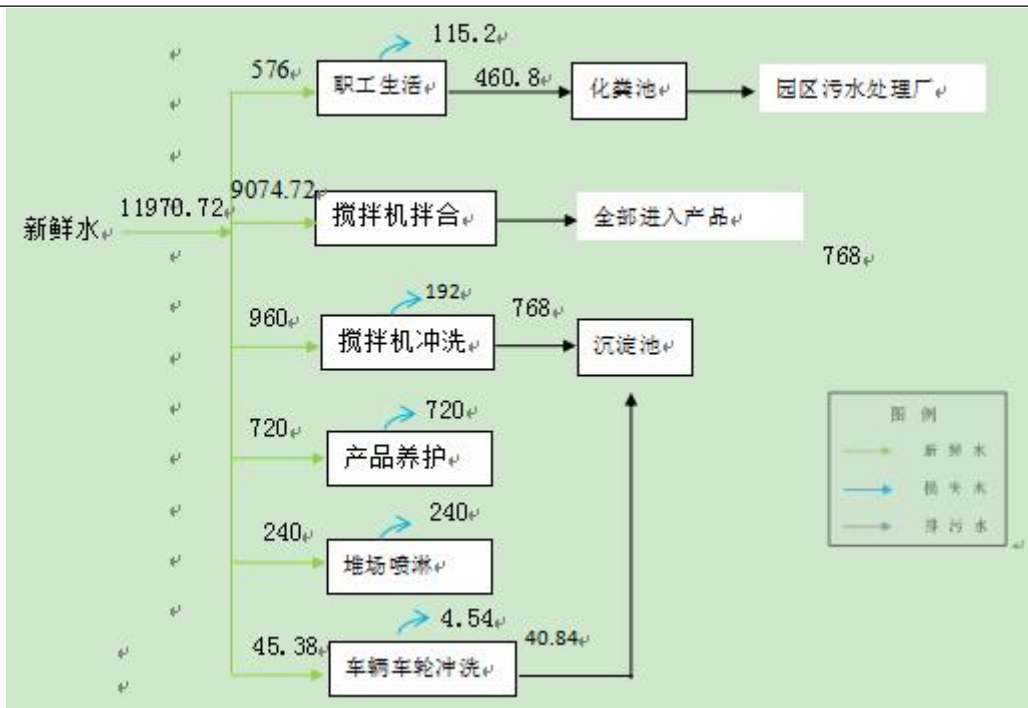 115.2
576 职工生活 460.8 化粪池 园区污水处理厂
新鲜水 11970.72 9074.72 搅拌机拌合 全部进入产品
768
192
960 搅拌机冲洗 768 沉淀池
720
720 产品养护
240
240 堆场喷淋
4.54
45.38 车辆车轮冲洗 40.84
图 例
新 鲜 水
损 失 水
排 污 水